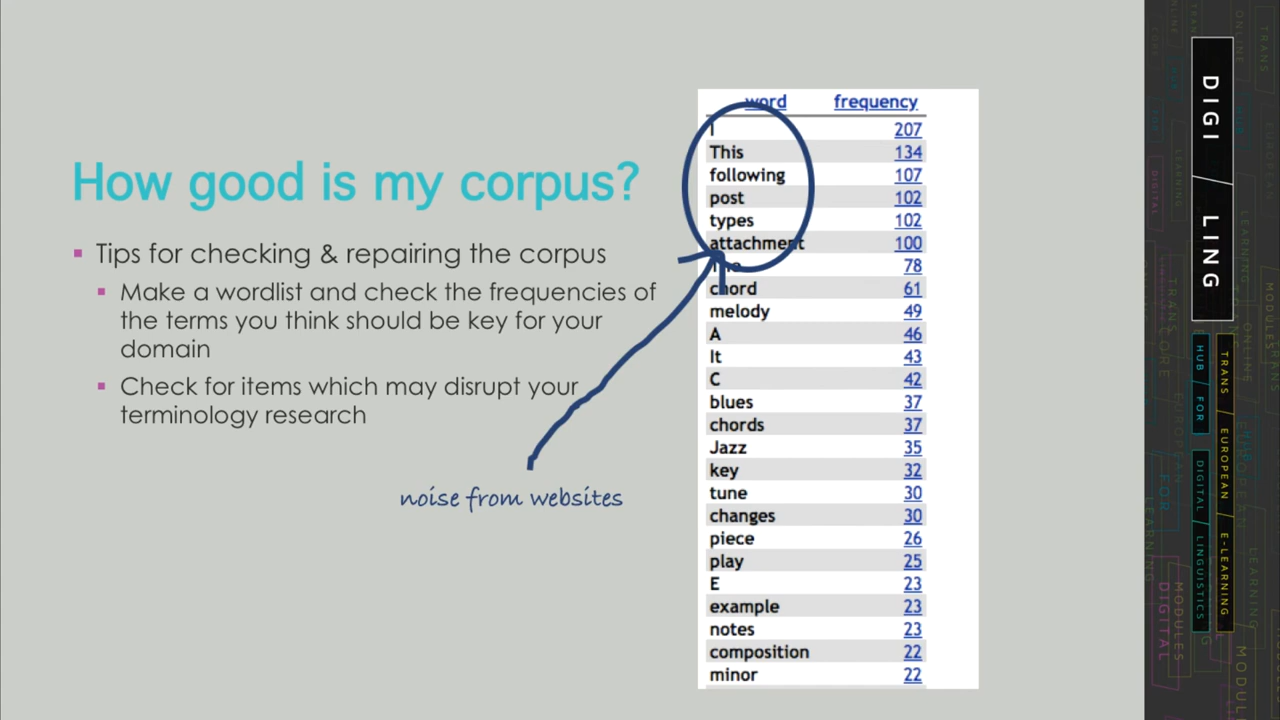 How good is my corpus?
▪ Tips for checking & repairing the corpus
▪ Make a wordlist and check the frequencies of
the terms you think should be key for your
domain
▪ Check for items which may disrupt your
terminology research
noise from websites
word frequency
I 207
This 134
following 107
post 102
types 102
attachment 100
78
chord 61
melody 49
A 46
It 43
C 42
blues 37
chords 37
Jazz 35
key 32
tune 30
changes 30
piece 26
play 25
E 23
example 23
notes 23
composition 22
minor 22
DIGI / LING
HUB / FOR / DIGITAL / LINGUISTICS
TRANS / EUROPEAN / E-LEARNING